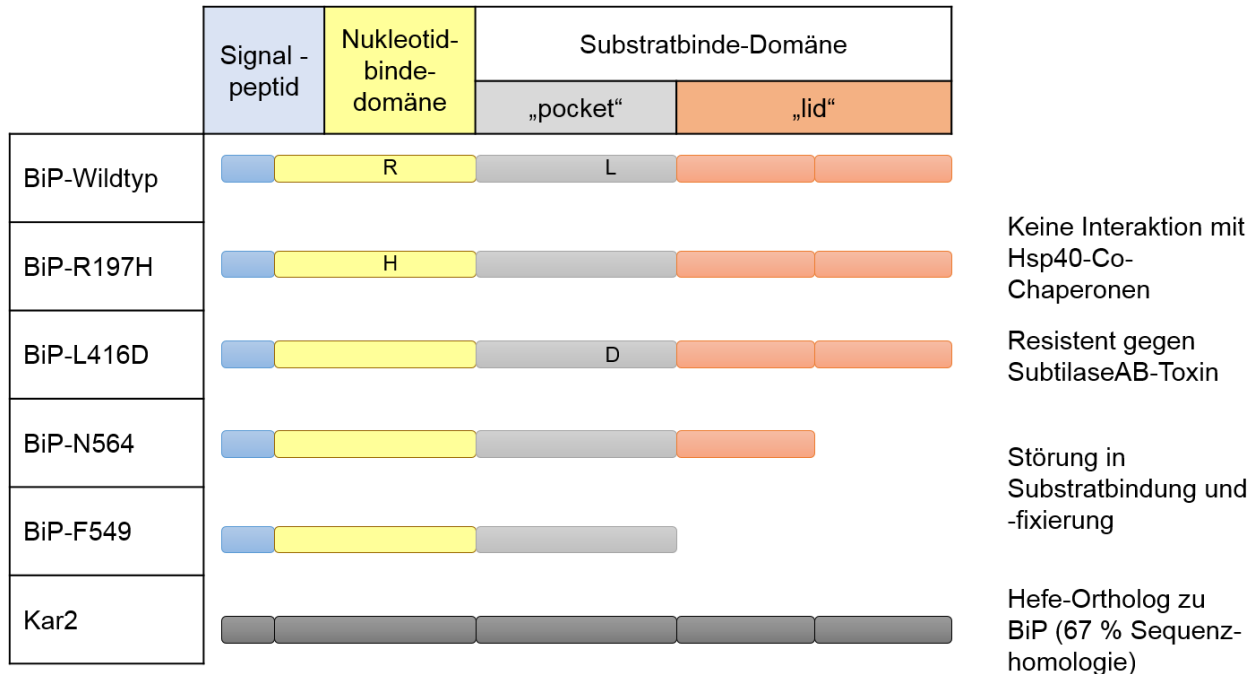 Signal -
peptid
Nukleotid-
binde-
domäne
Substratbinde-Domäne
„pocket“
„lid“
BiP-Wildtyp
R
L
BiP-R197H
H
Keine Interaktion mit
Hsp40-Co-
Chaperonen
BiP-L416D
D
Resistent gegen
SubtilaseAB-Toxin
BiP-N564
Störung in
Substratbindung und
-fixierung
BiP-F549
Kar2
Hefe-Ortholog zu
BiP (67 % Sequenz-
homologie)